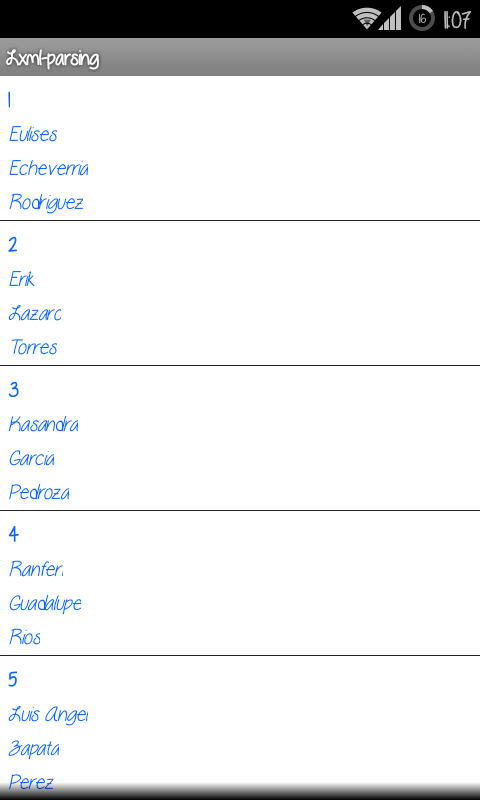 16 1:07
Lxml-parsing
1
Eulises
Echeverria
Rodriguez
2
Erik
Lazaro
Torres
3
Kasandra
Garcia
Pedroza
4
Ranferi
Guadalupe
Rios
5
Luis Angel
Zapata
Perez